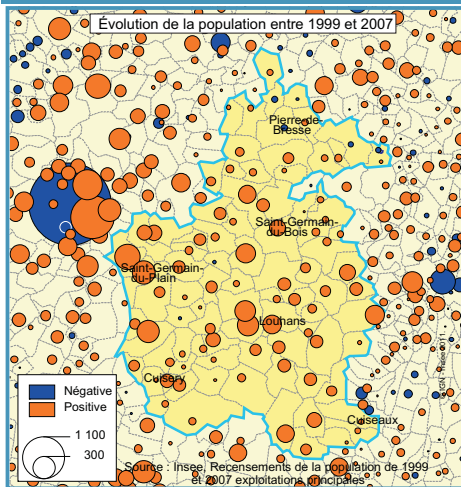 Évolution de la population entre 1999 et 2007
Pierre-de-
Bresse
Saint-Germain-
du-Bois
Saint-Germain-
du-Plain
Louhans
Cuisery
Cuiseaux
Négative
Positive
1 100
300
Source : Insee, Recensements de la population de 1999
et 2007 exploitations principales